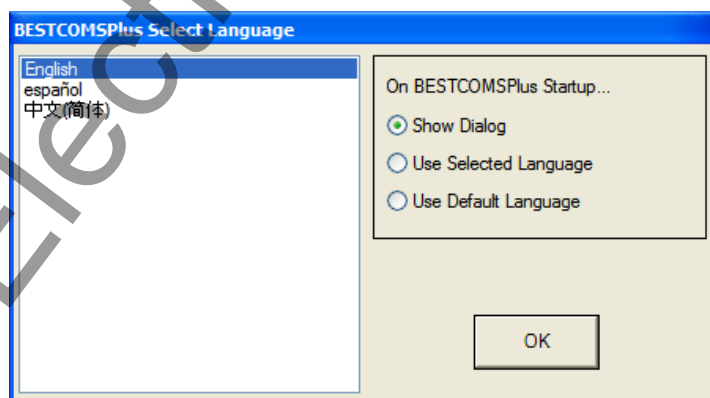 BESTCOMSPlus Select Language
English
español
中文(简体)
On BESTCOMSPlus Startup...
Show Dialog
Use Selected Language
Use Default Language
OK
Electri